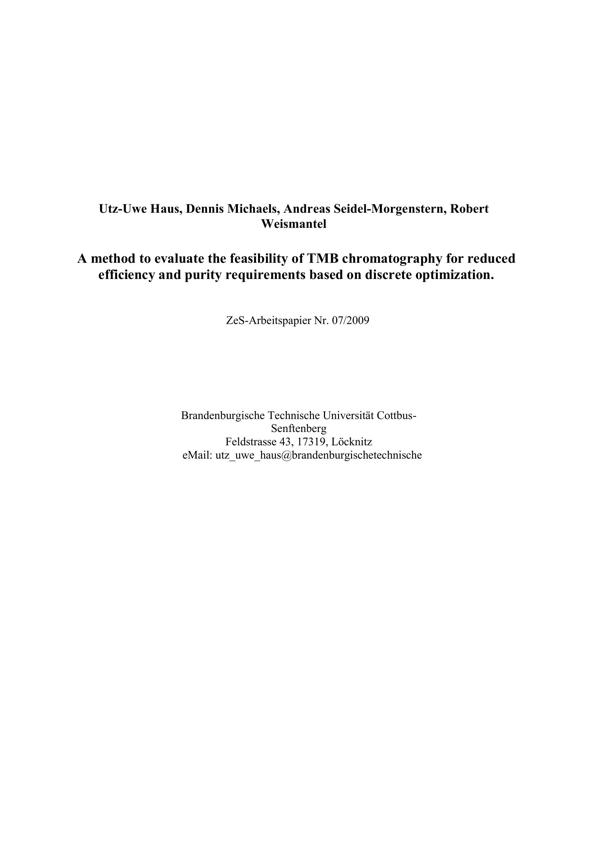 Utz-Uwe Haus, Dennis Michaels, Andreas Seidel-Morgenstern, Robert
Weismantel
A method to evaluate the feasibility of TMB chromatography for reduced
efficiency and purity requirements based on discrete optimization.
ZeS-Arbeitspapier Nr. 07/2009
Brandenburgische Technische Universität Cottbus-
Senftenberg
Feldstrasse 43, 17319, Löcknitz
eMail: utz_uwe_haus@brandenburgischetechnische